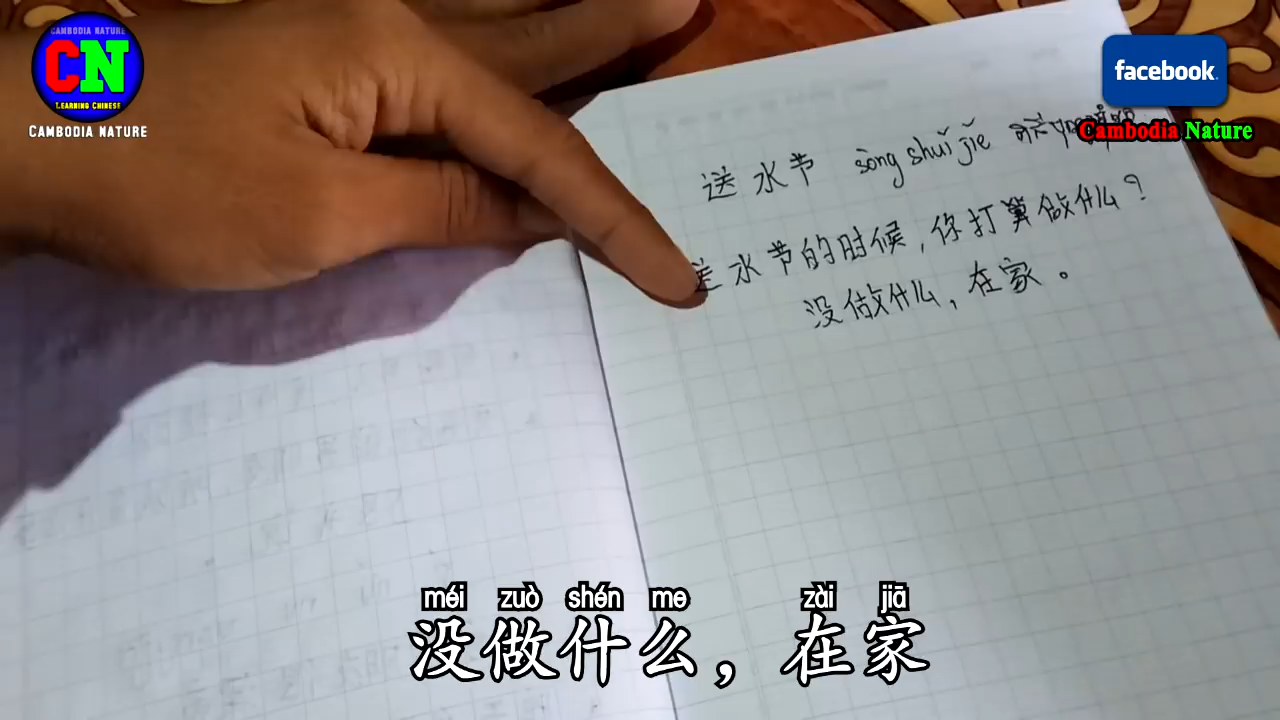 CAMBODIA NATURE
CN
LEARNING CHINESE
CAMBODIA NATURE
facebook
Cambodia Nature
送水节 sòng shuǐ jié
送水节的时候,你打算做什么?
没做什么,在家。
méi zuò shén me zài jiā
没做什么,在家